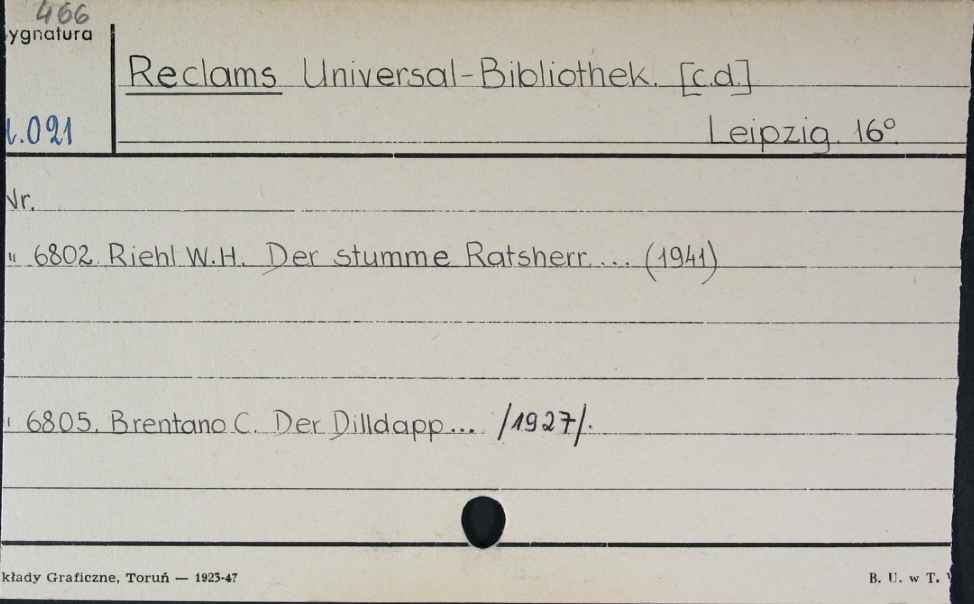 466
ygnatura
Reclams Universal-Bibliothek. [c.d.]
.021
Leipzig. 16°.
Nr.
" 6802 Riehl W.H. Der stumme Ratsherr... (1941)
" 6805. Brentano C. Der Dilldapp... /1927/.
kłady Graficzne, Toruń — 1923-47
B. U. w T.